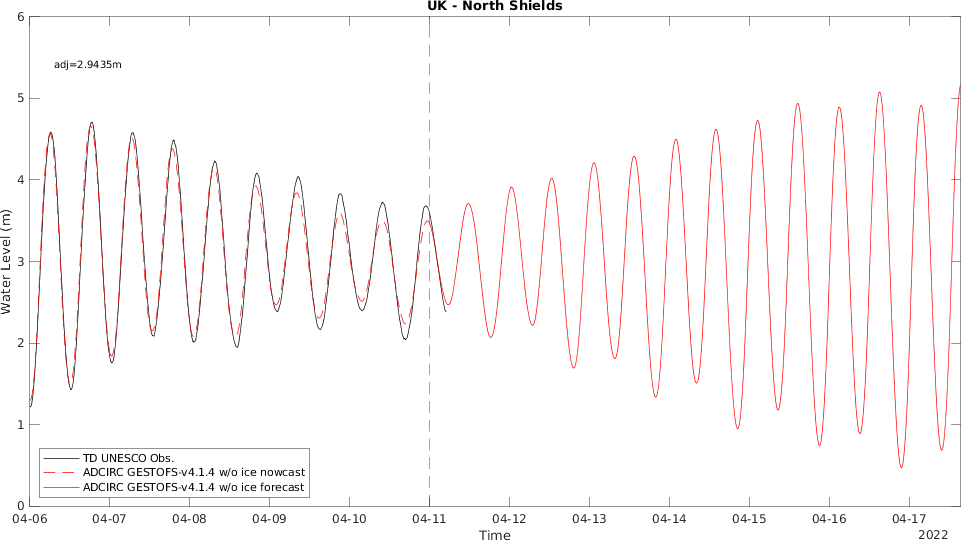 UK - North Shields
adj=2.9435m
6
5
4
3
2
1
0
Water Level (m)
TD UNESCO Obs.
ADCIRC GESTOFS-v4.1.4 w/o ice nowcast
ADCIRC GESTOFS-v4.1.4 w/o ice forecast
04-06 04-07 04-08 04-09 04-10 04-11 04-12 04-13 04-14 04-15 04-16 04-17
Time
2022